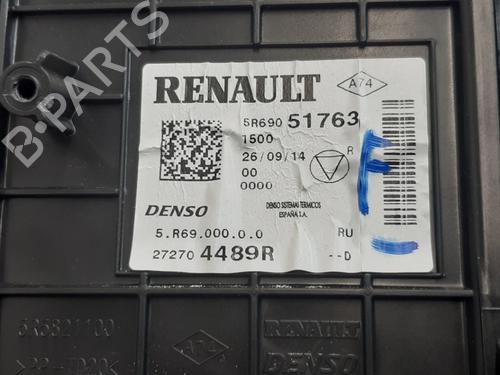 B-PARTS
RENAULT
A74
5R690 51763
1500
26/09/14
R
00
0000
F
DENSO
DENSO SISTEMAS TERMICOS
ESPAÑA S.A.
5.R69.000.0.0
RU
27270 4489R
--D
RENAULT
A74
DENSO